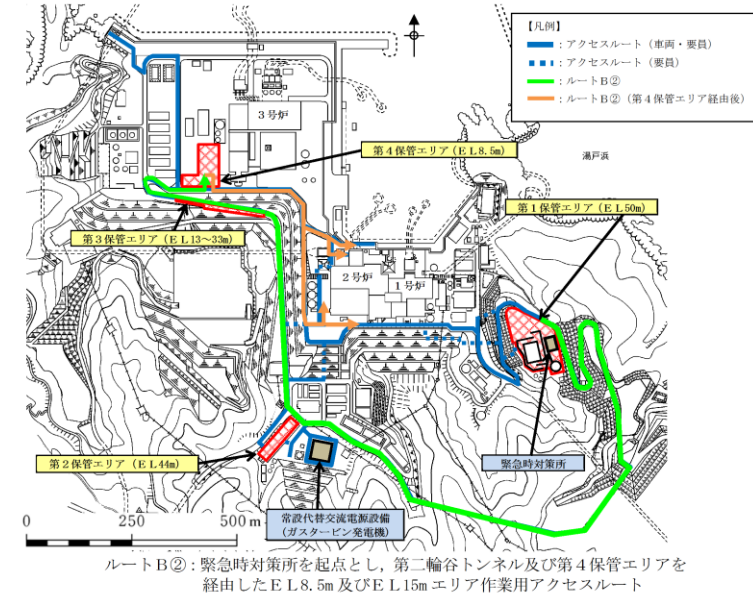 【凡例】
：アクセスルート（車両・要員）
：アクセスルート（要員）
：ルートＢ②
：ルートＢ②（第４保管エリア経由後）
３号炉
第４保管エリア（ＥＬ8.5m）
湯戸浜
第１保管エリア（ＥＬ50m）
第３保管エリア（ＥＬ13～33m）
２号炉
１号炉
第２保管エリア（ＥＬ44m）
緊急時対策所
常設代替交流電源設備
（ガスタービン発電機）
0 250 500 m
ルートＢ②：緊急時対策所を起点とし，第二輪谷トンネル及び第４保管エリアを
経由したＥＬ8.5m 及びＥＬ15m エリア作業用アクセスルート